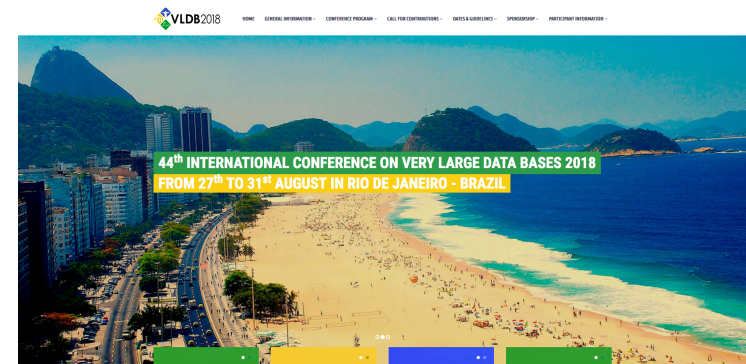 VLDB2018
HOME GENERAL INFORMATION CONFERENCE PROGRAM CALL FOR CONTRIBUTIONS DATES & GUIDELINES SPONSORSHIP PARTICIPANT INFORMATION
44th INTERNATIONAL CONFERENCE ON VERY LARGE DATA BASES 2018
FROM 27th TO 31st AUGUST IN RIO DE JANEIRO - BRAZIL